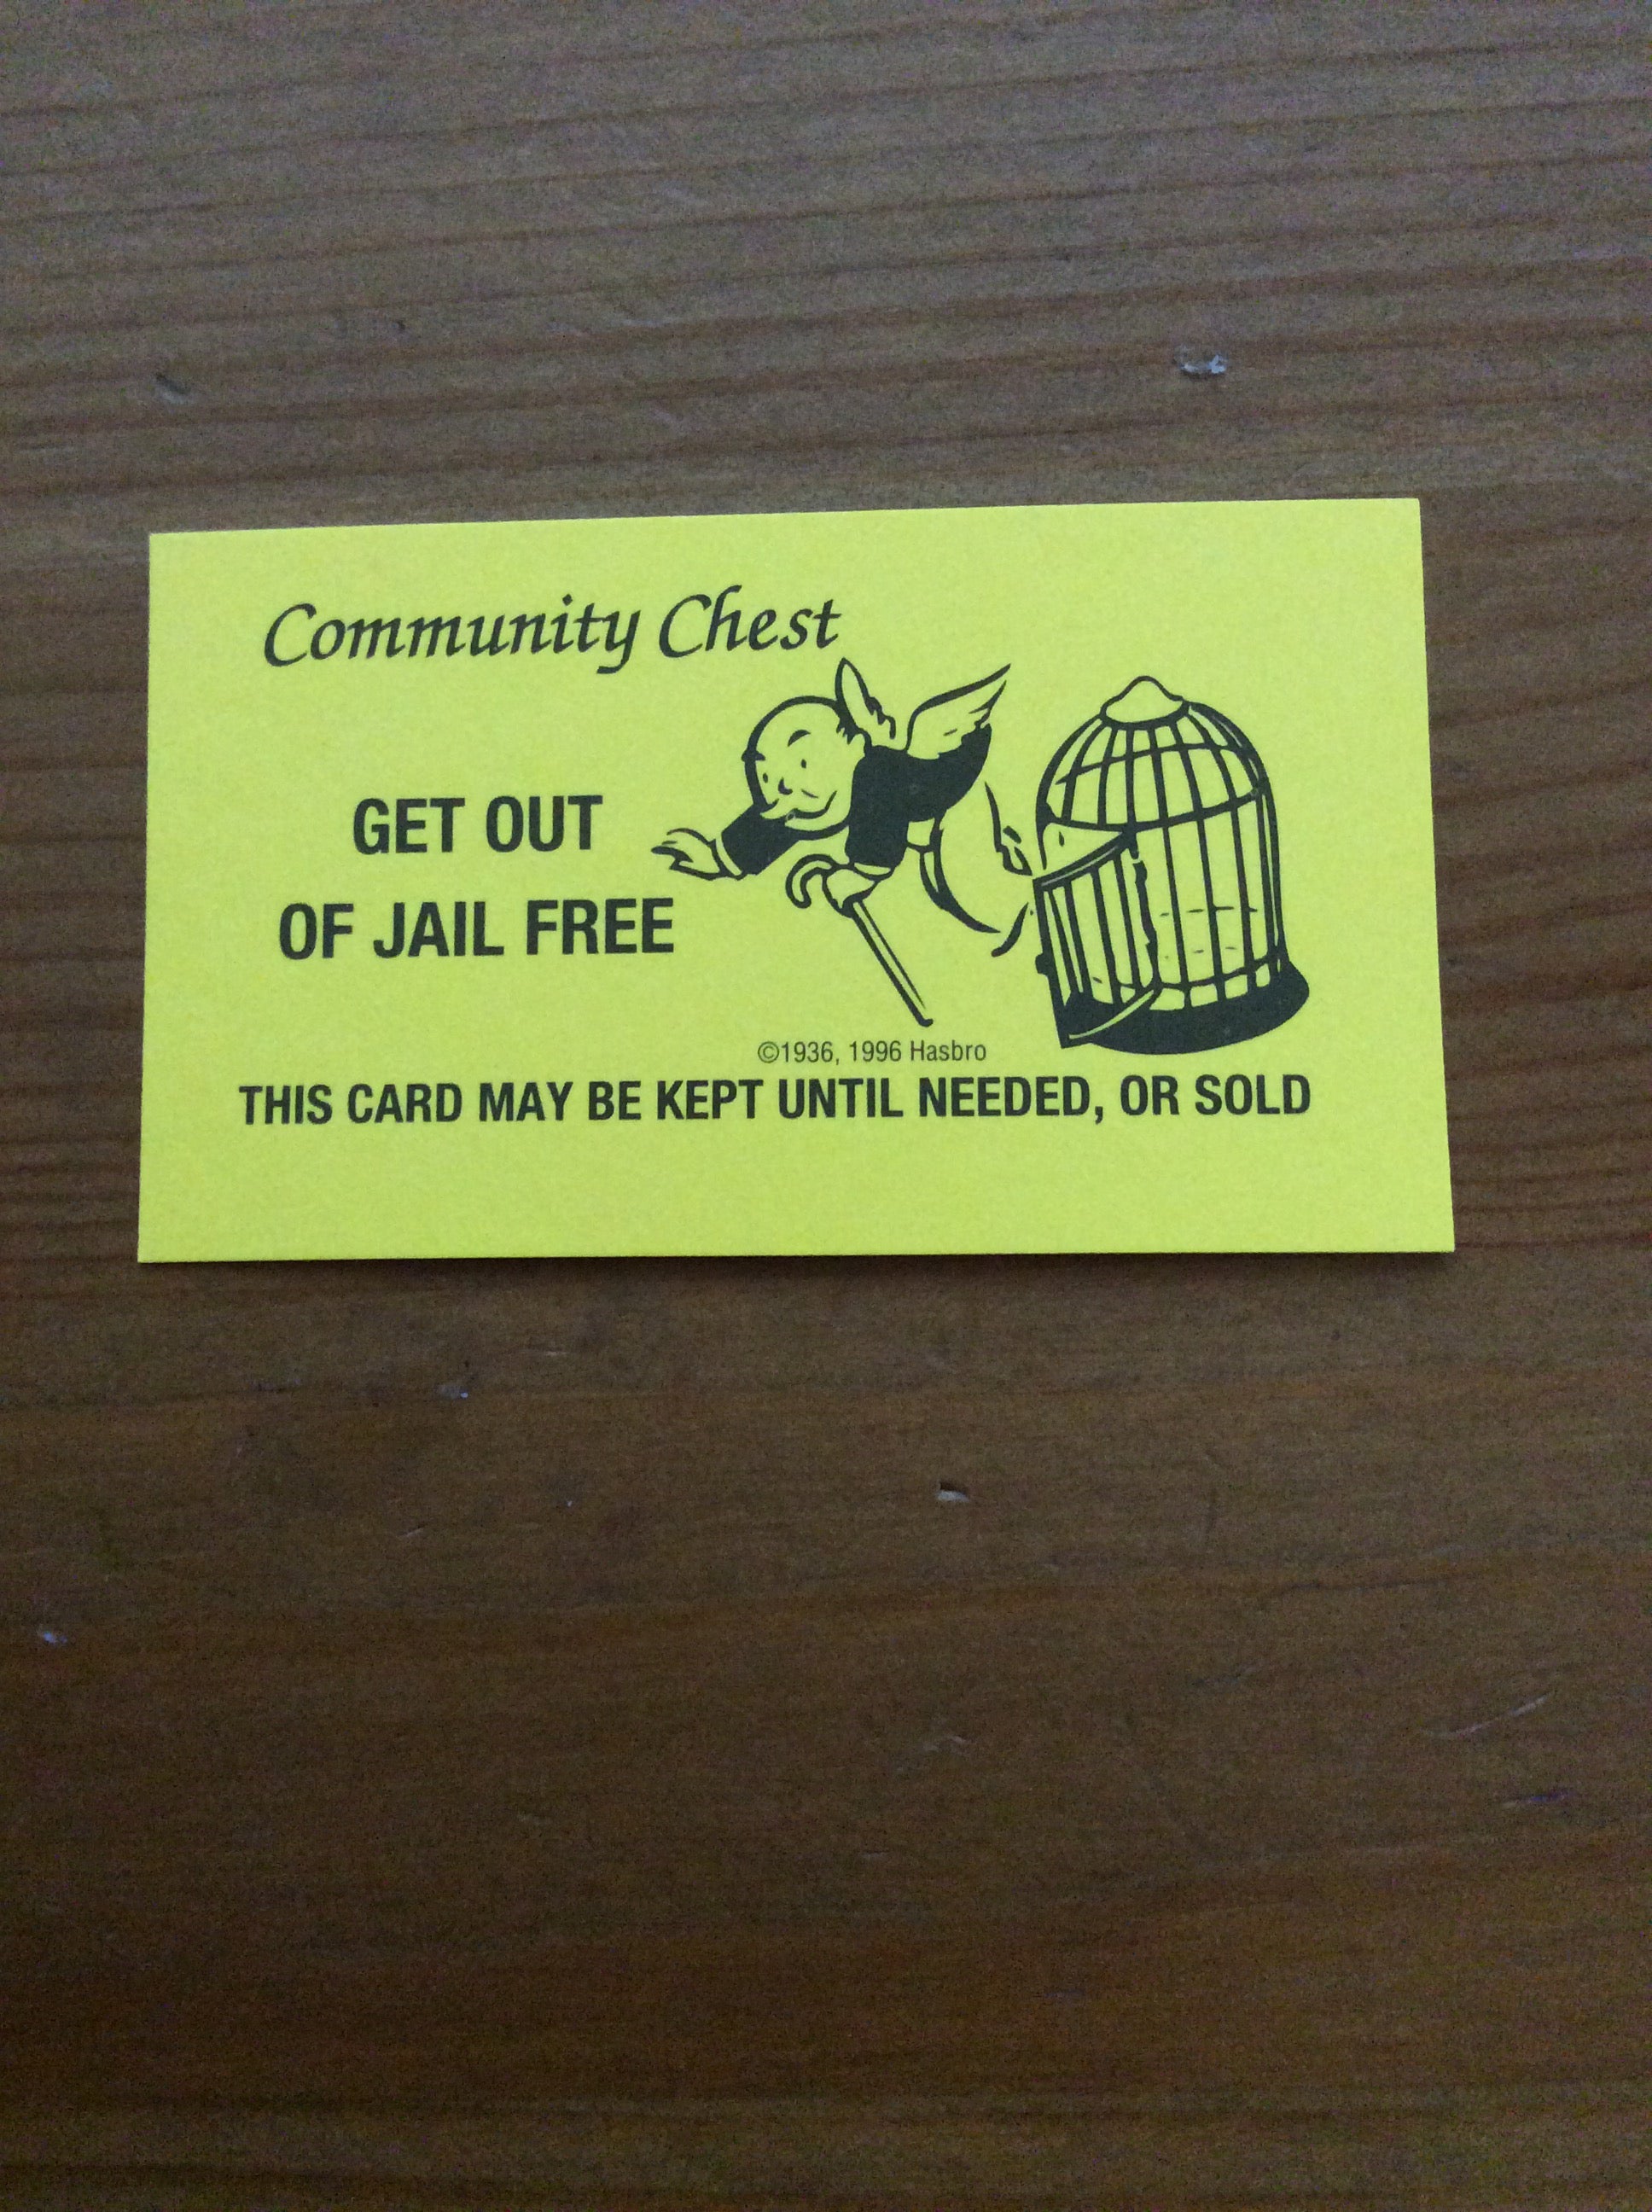 Community Chest
GET OUT
OF JAIL FREE
©1936, 1996 Hasbro
THIS CARD MAY BE KEPT UNTIL NEEDED, OR SOLD